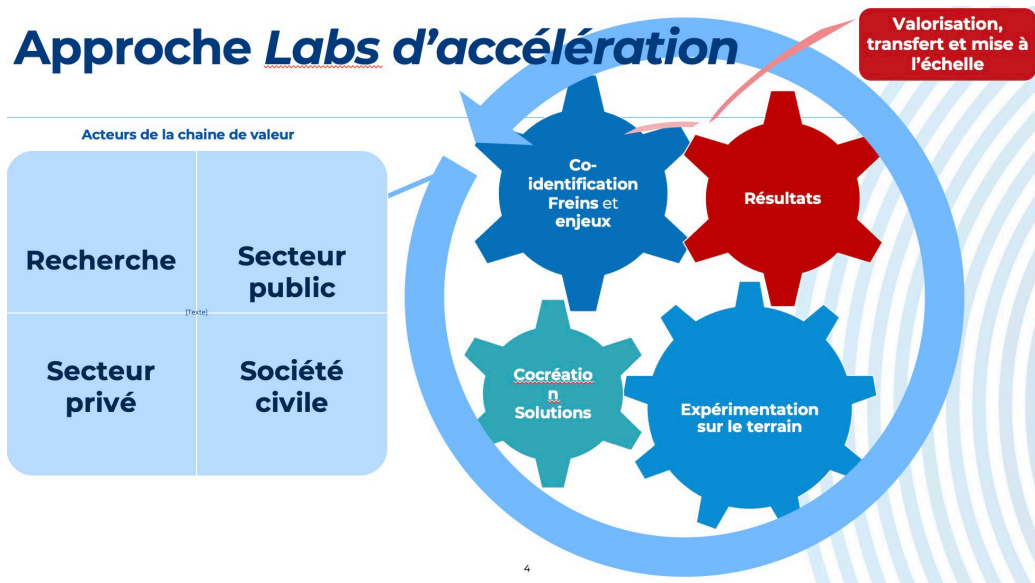 Approche Labs d’accélération
Valorisation,
transfert et mise à
l’échelle
Acteurs de la chaine de valeur
Recherche
Secteur
public
[Texte]
Secteur
privé
Société
civile
Co-
identification
Freins et
enjeux
Résultats
Cocréatio
n
Solutions
Expérimentation
sur le terrain
4